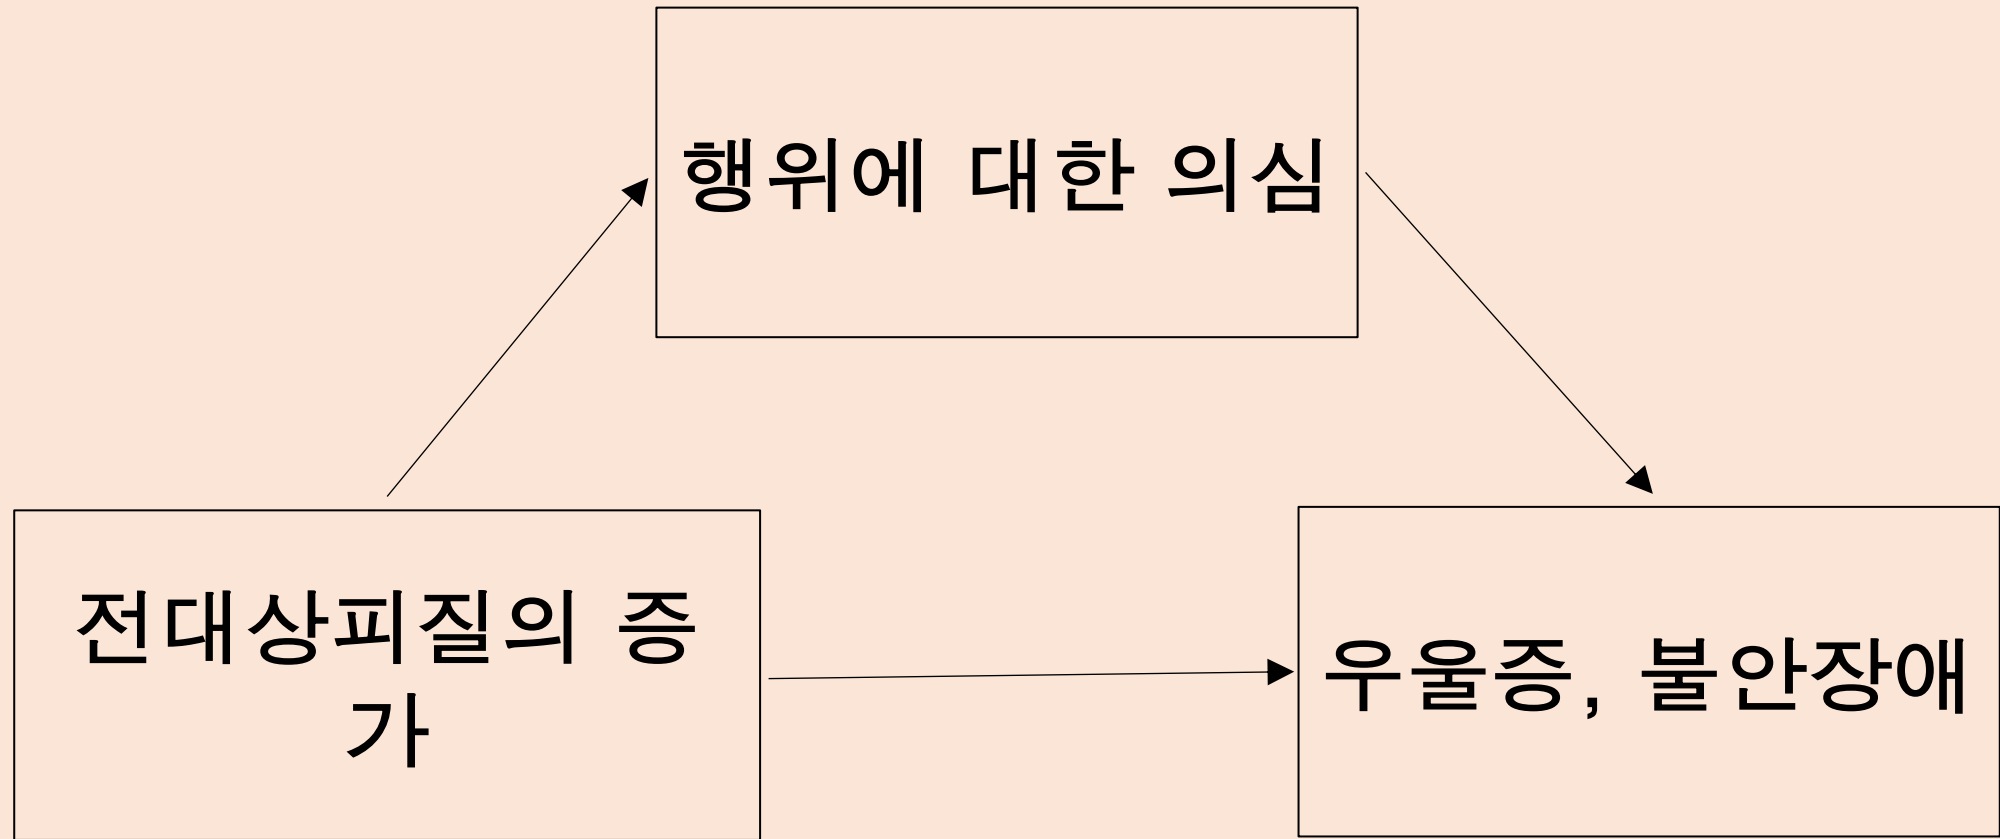 행위에 대한 의심
전대상피질의 증
가
우울증, 불안장애